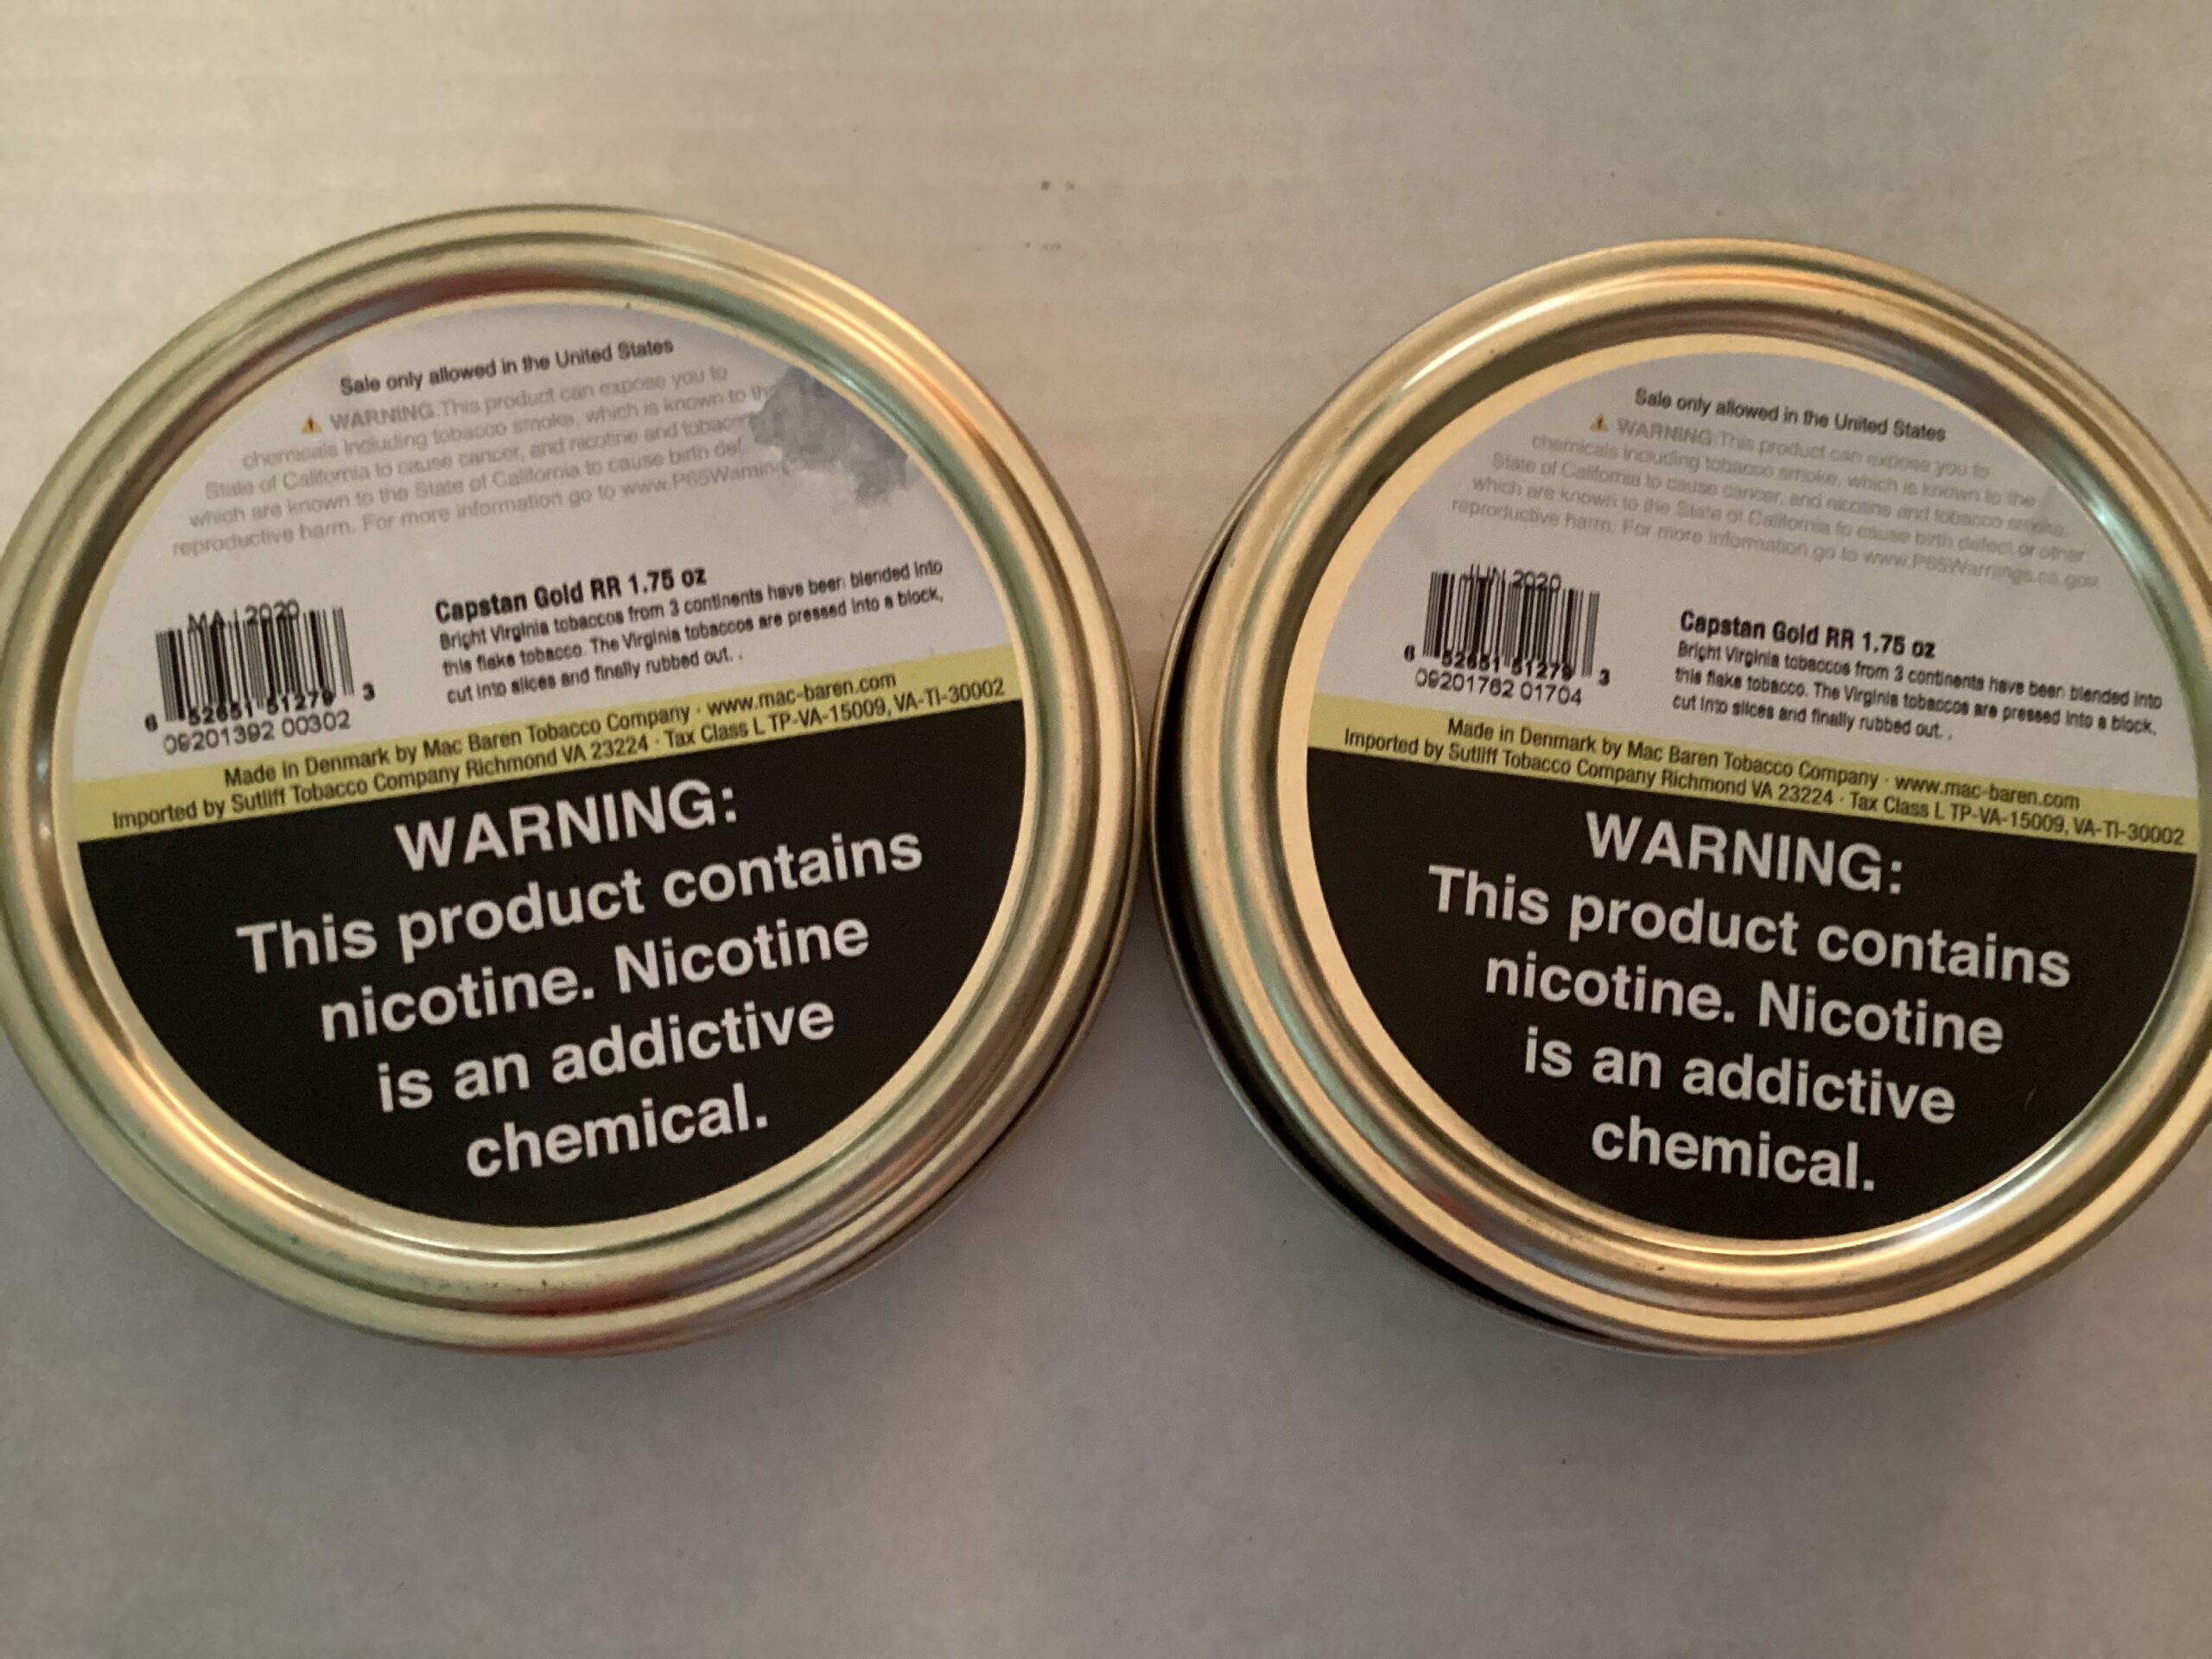 Sale only allowed in the United States
⚠ WARNING:This product can expose you to
chemicals including tobacco smoke, which is known to the
State of California to cause cancer, and nicotine and tobacco
which are known to the State of California to cause birth def
reproductive harm. For more information go to www.P65Warnin
MAJ 2020
6 52651 51279 3
09201392 00302
Capstan Gold RR 1.75 oz
Bright Virginia tobaccos from 3 continents have been blended into
this flake tobacco. The Virginia tobaccos are pressed into a block,
cut into slices and finally rubbed out. .
Made in Denmark by Mac Baren Tobacco Company · www.mac-baren.com
Imported by Sutliff Tobacco Company Richmond VA 23224 · Tax Class L TP-VA-15009, VA-TI-30002
WARNING:
This product contains
nicotine. Nicotine
is an addictive
chemical.
Sale only allowed in the United States
⚠ WARNING:This product can expose you to
chemicals including tobacco smoke, which is known to the
State of California to cause cancer, and nicotine and tobacco smoke,
which are known to the State of California to cause birth defect or other
reproductive harm. For more information go to www.P65Warnings.ca.gov
JUN 2020
6 52651 51279 3
09201762 01704
Capstan Gold RR 1.75 oz
Bright Virginia tobaccos from 3 continents have been blended into
this flake tobacco. The Virginia tobaccos are pressed into a block,
cut into slices and finally rubbed out. .
Made in Denmark by Mac Baren Tobacco Company · www.mac-baren.com
Imported by Sutliff Tobacco Company Richmond VA 23224 · Tax Class L TP-VA-15009, VA-TI-30002
WARNING:
This product contains
nicotine. Nicotine
is an addictive
chemical.